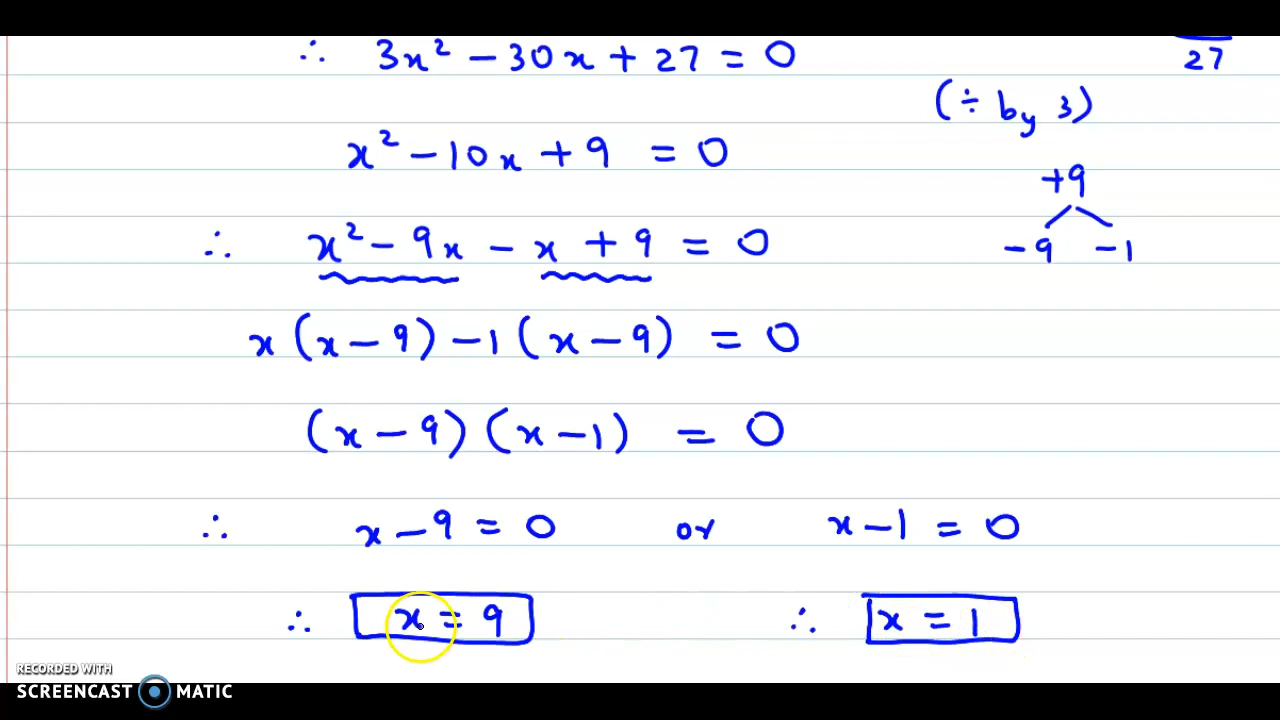 ∴ 3x² − 30x + 27 = 0
27
(÷ by 3)
x² − 10x + 9 = 0
+9
∴ x² − 9x − x + 9 = 0
−9 −1
x(x − 9) − 1(x − 9) = 0
(x − 9)(x − 1) = 0
∴ x − 9 = 0 or x − 1 = 0
∴ x = 9 ∴ x = 1
RECORDED WITH
SCREENCAST MATIC